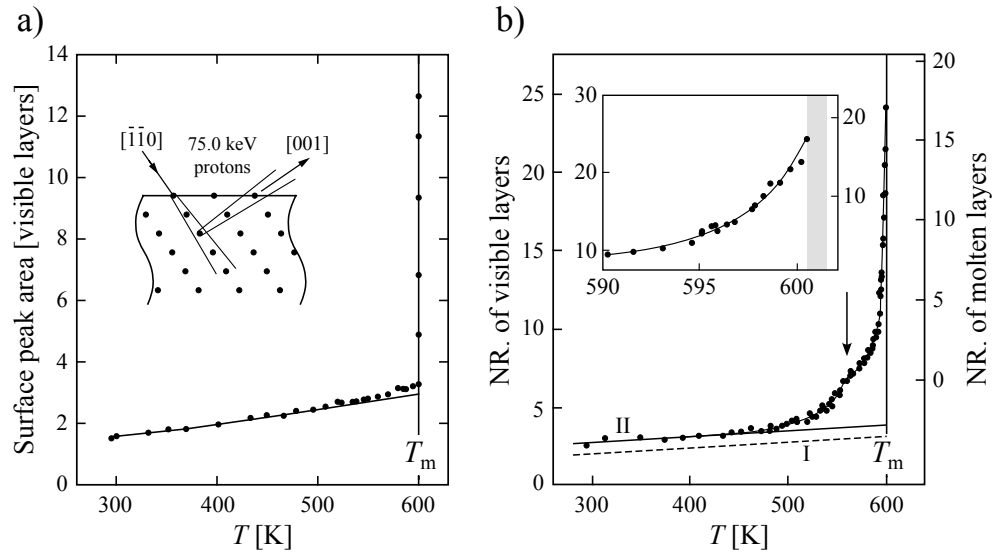 a)
Surface peak area [visible layers]
14
12
10
8
6
4
2
0
300
400
500
600
T [K]
[1̄1̄0]
75.0 keV
protons
[001]
Tm
b)
NR. of visible layers
25
20
15
10
5
0
300
400
500
600
T [K]
NR. of molten layers
20
10
5
0
30
20
10
590
595
600
20
10
II
I
Tm